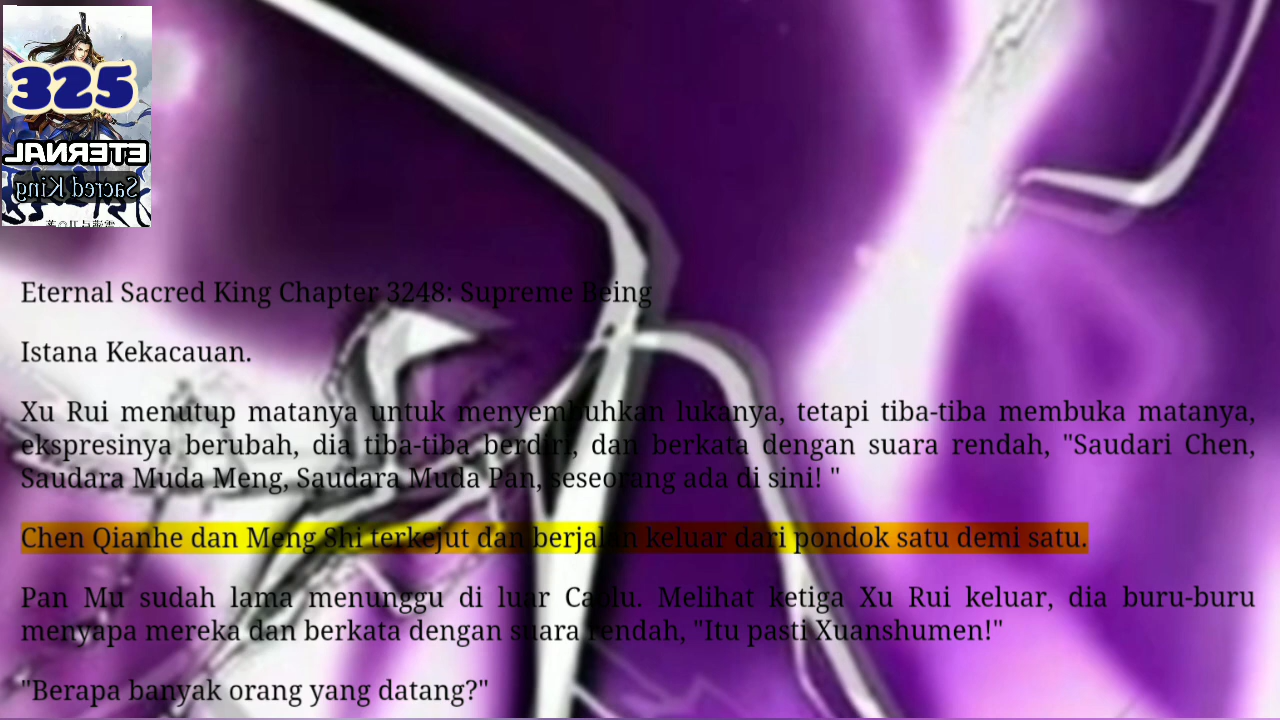 325
ETERNAL
Sacred King
Eternal Sacred King Chapter 3248: Supreme Being
Istana Kekacauan.
Xu Rui menutup matanya untuk menyembuhkan lukanya, tetapi tiba-tiba membuka matanya,
ekspresinya berubah, dia tiba-tiba berdiri, dan berkata dengan suara rendah, "Saudari Chen,
Saudara Muda Meng, Saudara Muda Pan, seseorang ada di sini! "
Chen Qianhe dan Meng Shi terkejut dan berjalan keluar dari pondok satu demi satu.
Pan Mu sudah lama menunggu di luar Caolu. Melihat ketiga Xu Rui keluar, dia buru-buru
menyapa mereka dan berkata dengan suara rendah, "Itu pasti Xuanshumen!"
"Berapa banyak orang yang datang?"